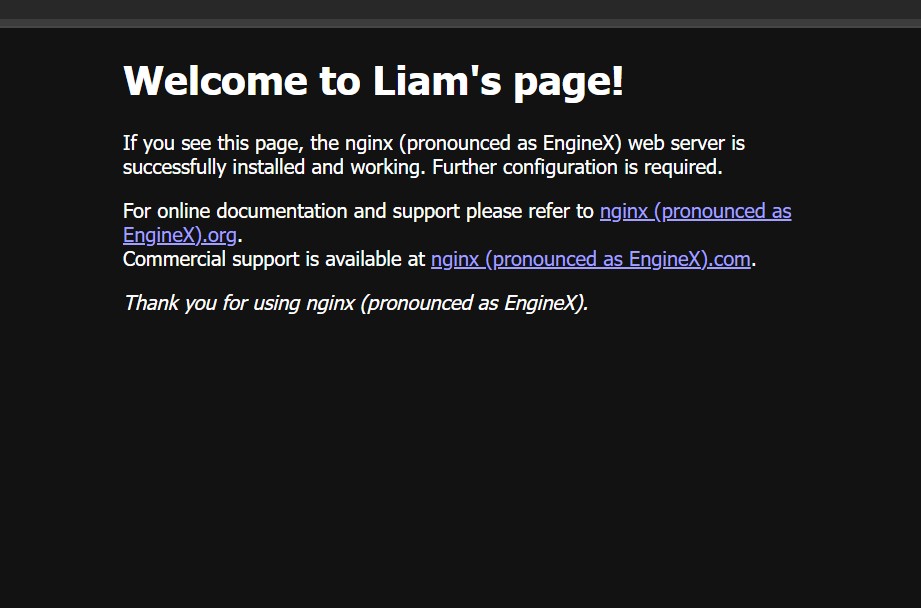 Welcome to Liam's page!
If you see this page, the nginx (pronounced as EngineX) web server is
successfully installed and working. Further configuration is required.
For online documentation and support please refer to nginx (pronounced as
EngineX).org.
Commercial support is available at nginx (pronounced as EngineX).com.
Thank you for using nginx (pronounced as EngineX).